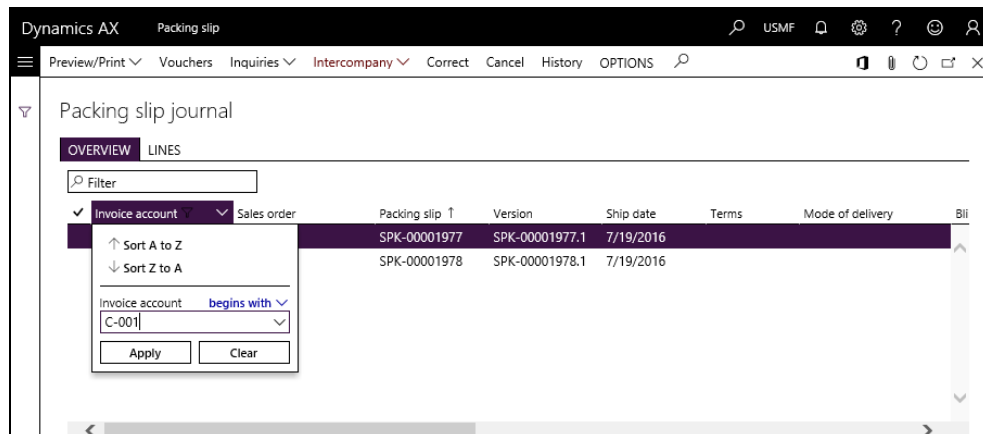 Dynamics AX Packing slip USMF ?
Preview/Print Vouchers Inquiries Intercompany Correct Cancel History OPTIONS
Packing slip journal
OVERVIEW LINES
Filter
Invoice account Sales order Packing slip ↑ Version Ship date Terms Mode of delivery Bli
SPK-00001977 SPK-00001977.1 7/19/2016
↑ Sort A to Z
SPK-00001978 SPK-00001978.1 7/19/2016
↓ Sort Z to A
Invoice account begins with
C-001
Apply Clear